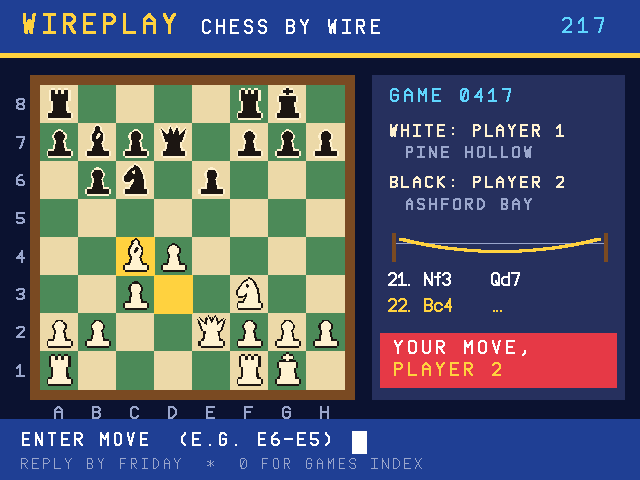 WIREPLAY CHESS BY WIRE 217
8
7
6
5
4
3
2
1
A B C D E F G H
GAME 0417
WHITE: PLAYER 1
PINE HOLLOW
BLACK: PLAYER 2
ASHFORD BAY
21. Nf3 Qd7
22. Bc4 …
YOUR MOVE,
PLAYER 2
ENTER MOVE (E.G. E6-E5)
REPLY BY FRIDAY * 0 FOR GAMES INDEX